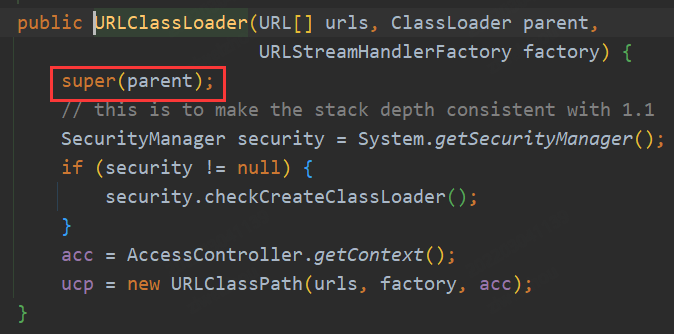 public URLClassLoader(URL[] urls, ClassLoader parent,
URLStreamHandlerFactory factory) {
super(parent);
// this is to make the stack depth consistent with 1.1
SecurityManager security = System.getSecurityManager();
if (security != null) {
security.checkCreateClassLoader();
}
acc = AccessController.getContext();
ucp = new URLClassPath(urls, factory, acc);
}